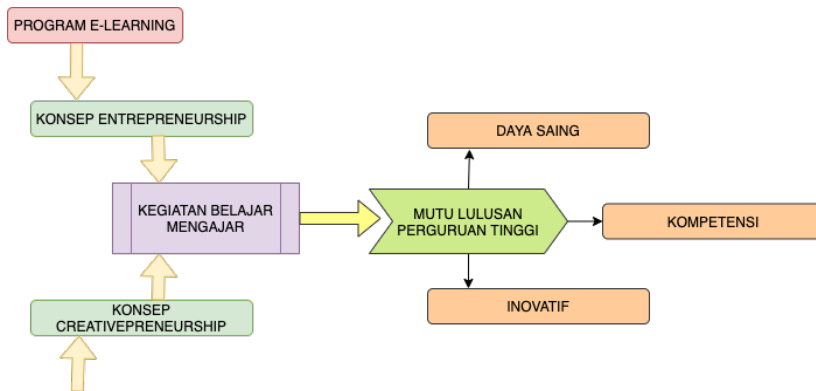 PROGRAM E-LEARNING
KONSEP ENTREPRENEURSHIP
DAYA SAING
KEGIATAN BELAJAR
MENGAJAR
MUTU LULUSAN
PERGURUAN TINGGI
KOMPETENSI
KONSEP
CREATIVEPRENEURSHIP
INOVATIF